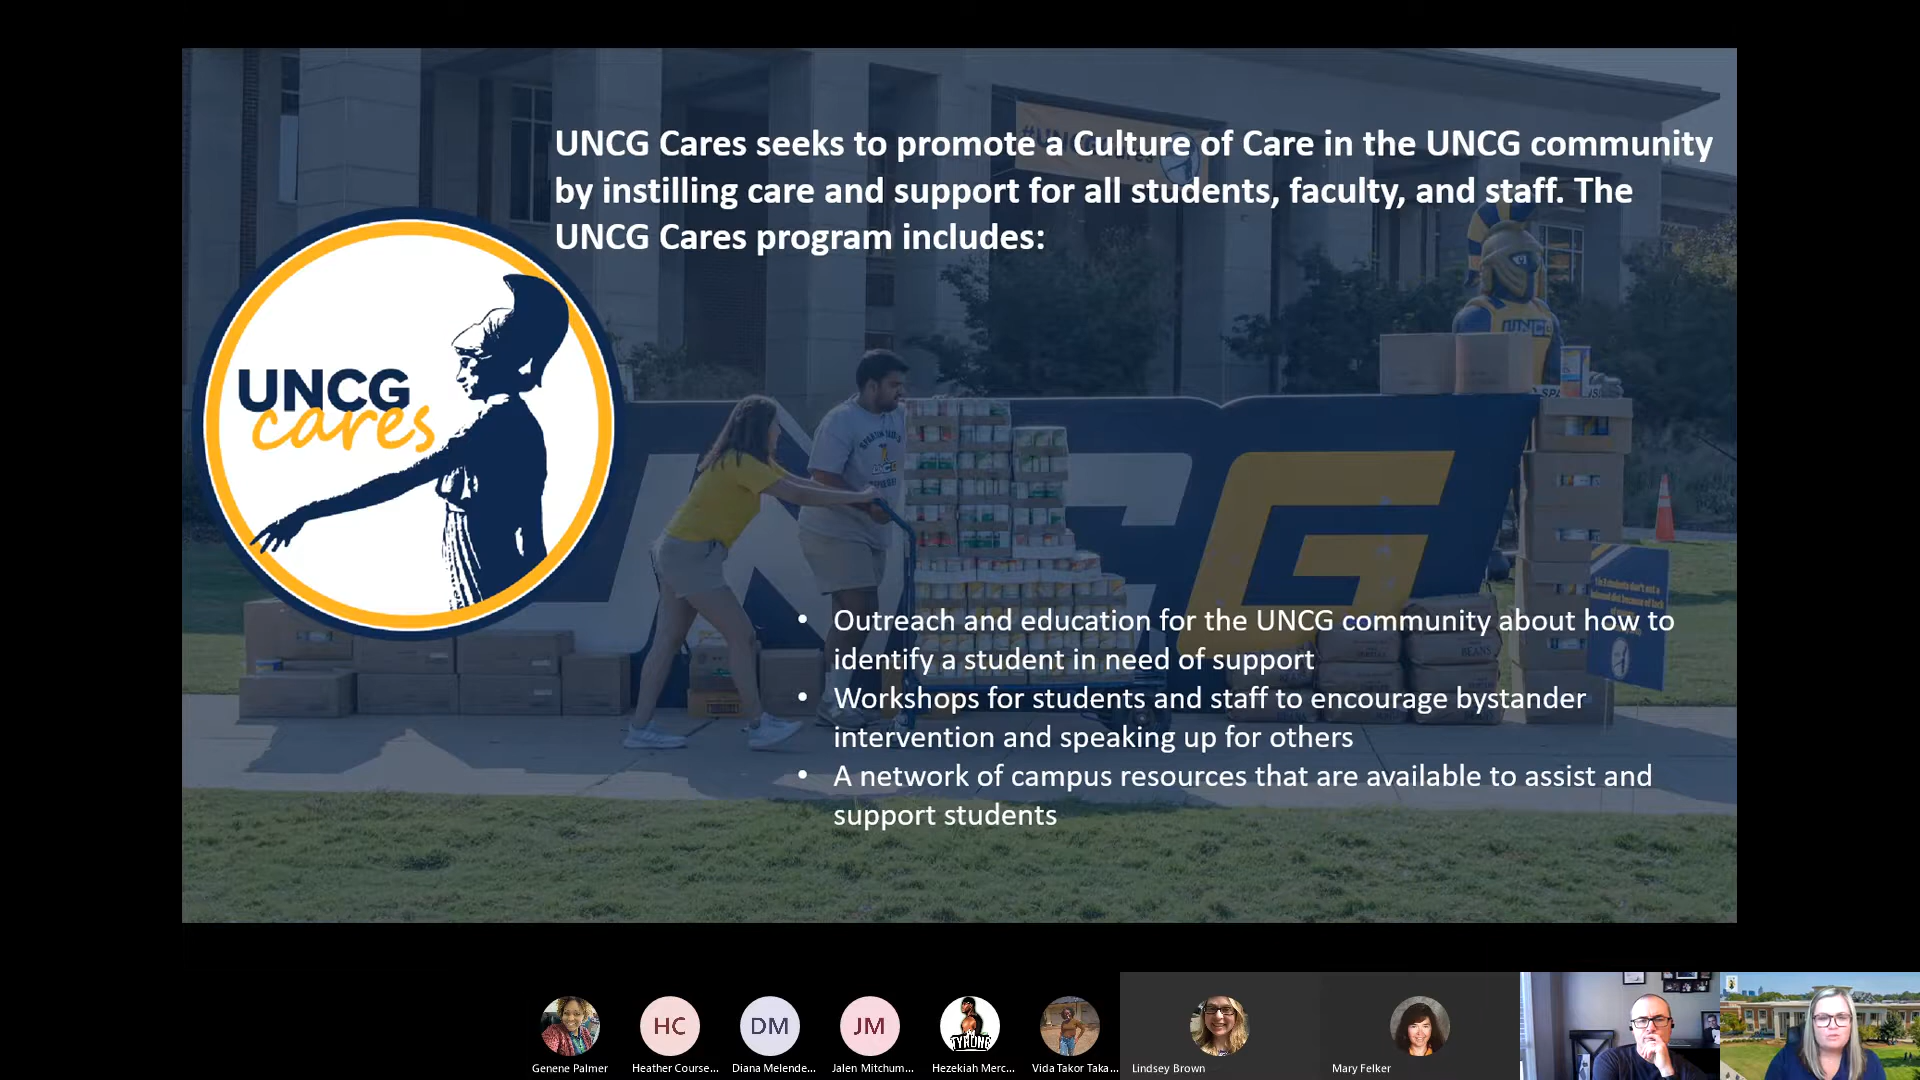 UNCG Cares seeks to promote a Culture of Care in the UNCG community
by instilling care and support for all students, faculty, and staff. The
UNCG Cares program includes:
UNCG
cares
UNCG
• Outreach and education for the UNCG community about how to
identify a student in need of support
• Workshops for students and staff to encourage bystander
intervention and speaking up for others
• A network of campus resources that are available to assist and
support students
BEANS
HC
DM
JM
TYRONE
Genene Palmer
Heather Course...
Diana Melende...
Jalen Mitchum...
Hezekiah Merc...
Vida Takor Taka...
Lindsey Brown
Mary Felker